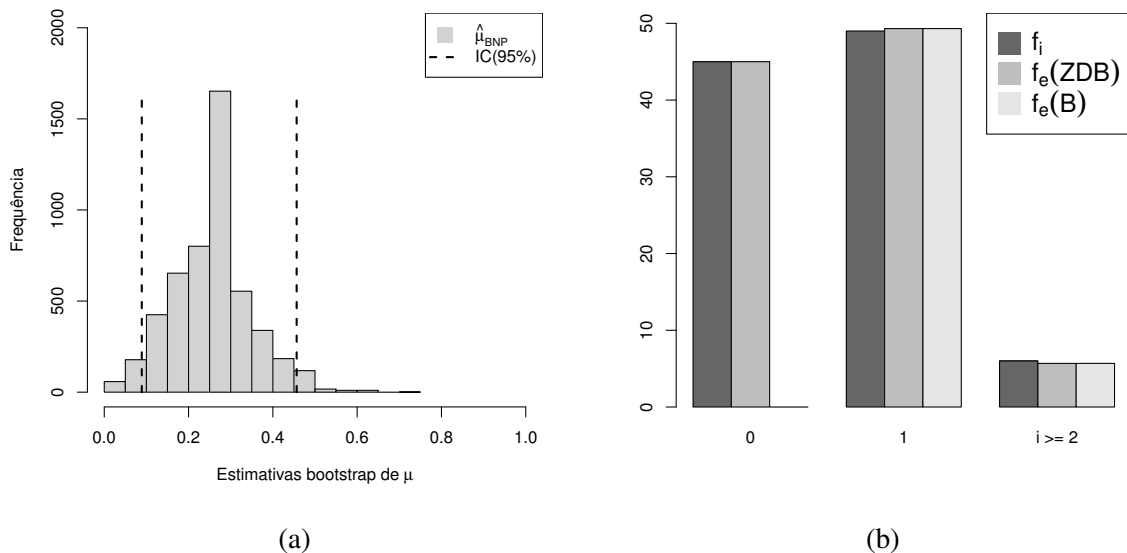 2000
1500
1000
500
0
Frequência
μ̂BNP
IC(95%)
0.0 0.2 0.4 0.6 0.8 1.0
Estimativas bootstrap de μ
(a)
50
40
30
20
10
0
fi
fe(ZDB)
fe(B)
0 1 i >= 2
(b)